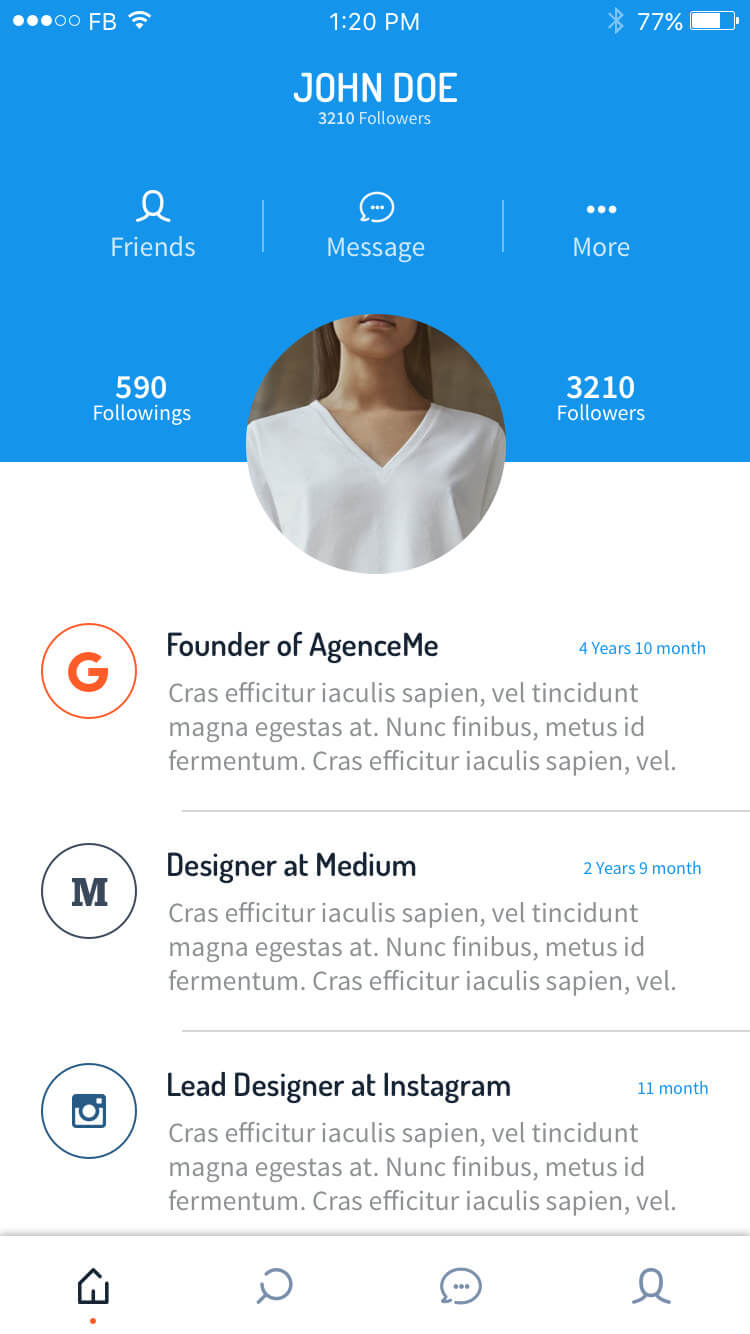 FB 1:20 PM 77%
JOHN DOE
3210 Followers
Friends Message More
590 3210
Followings Followers
G
Founder of AgenceMe 4 Years 10 month
Cras efficitur iaculis sapien, vel tincidunt
magna egestas at. Nunc finibus, metus id
fermentum. Cras efficitur iaculis sapien, vel.
M
Designer at Medium 2 Years 9 month
Cras efficitur iaculis sapien, vel tincidunt
magna egestas at. Nunc finibus, metus id
fermentum. Cras efficitur iaculis sapien, vel.
Lead Designer at Instagram 11 month
Cras efficitur iaculis sapien, vel tincidunt
magna egestas at. Nunc finibus, metus id
fermentum. Cras efficitur iaculis sapien, vel.